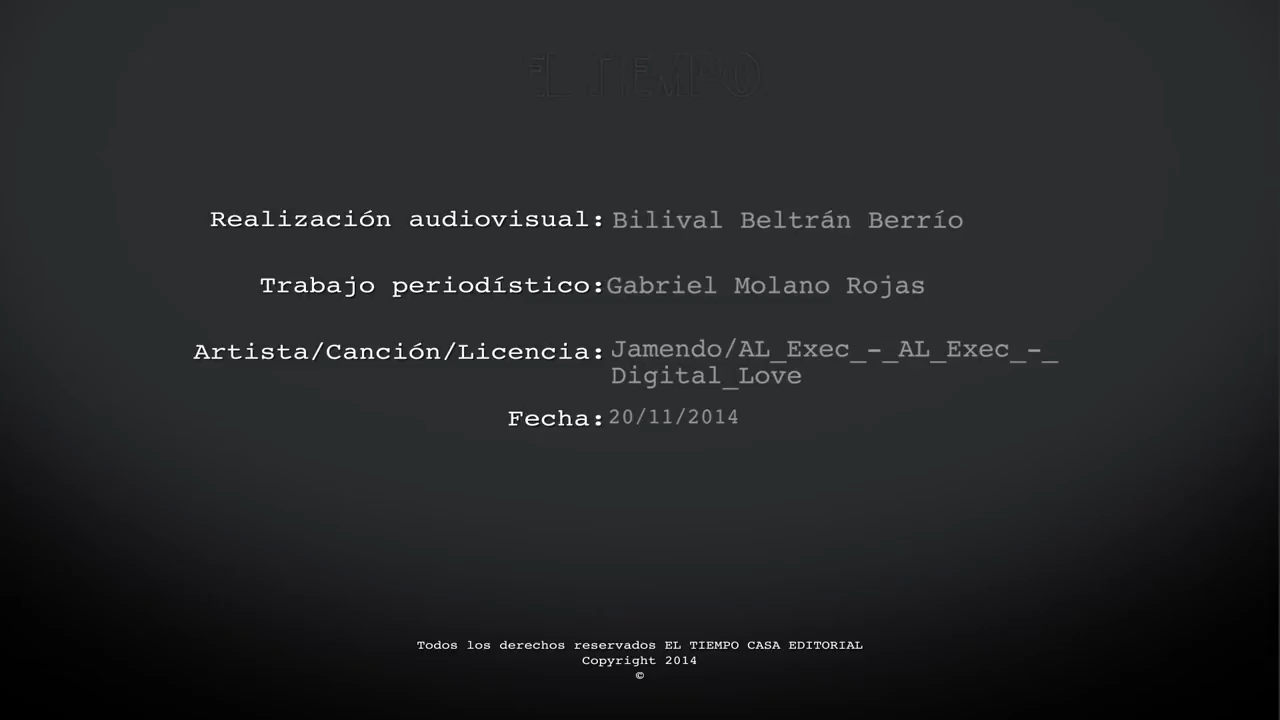 EL TIEMPO
Realización audiovisual: Bilival Beltrán Berrío
Trabajo periodístico: Gabriel Molano Rojas
Artista/Canción/Licencia: Jamendo/AL_Exec_-_AL_Exec_-_
Digital_Love
Fecha: 20/11/2014
Todos los derechos reservados EL TIEMPO CASA EDITORIAL
Copyright 2014
©